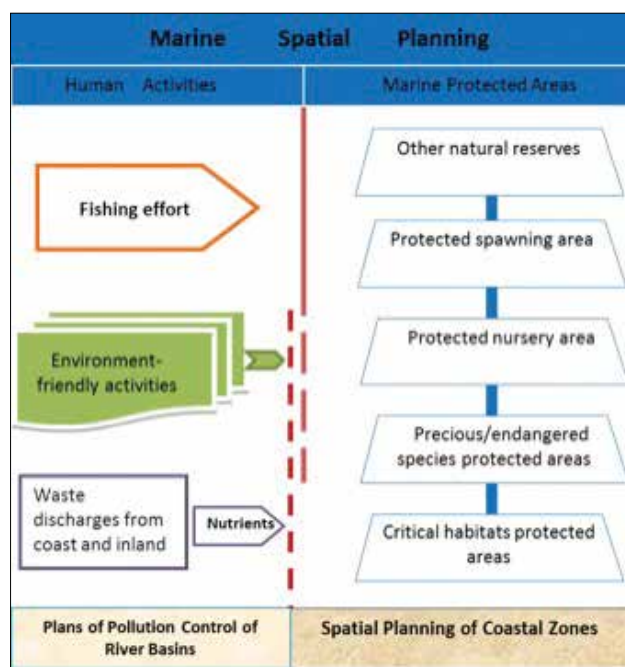 Marine Spatial Planning
Human Activities
Marine Protected Areas
Fishing effort
Environment-
friendly activities
Waste
discharges from
coast and inland
Nutrients
Other natural reserves
Protected spawning area
Protected nursery area
Precious/endangered
species protected areas
Critical habitats protected
areas
Plans of Pollution Control of
River Basins
Spatial Planning of Coastal Zones